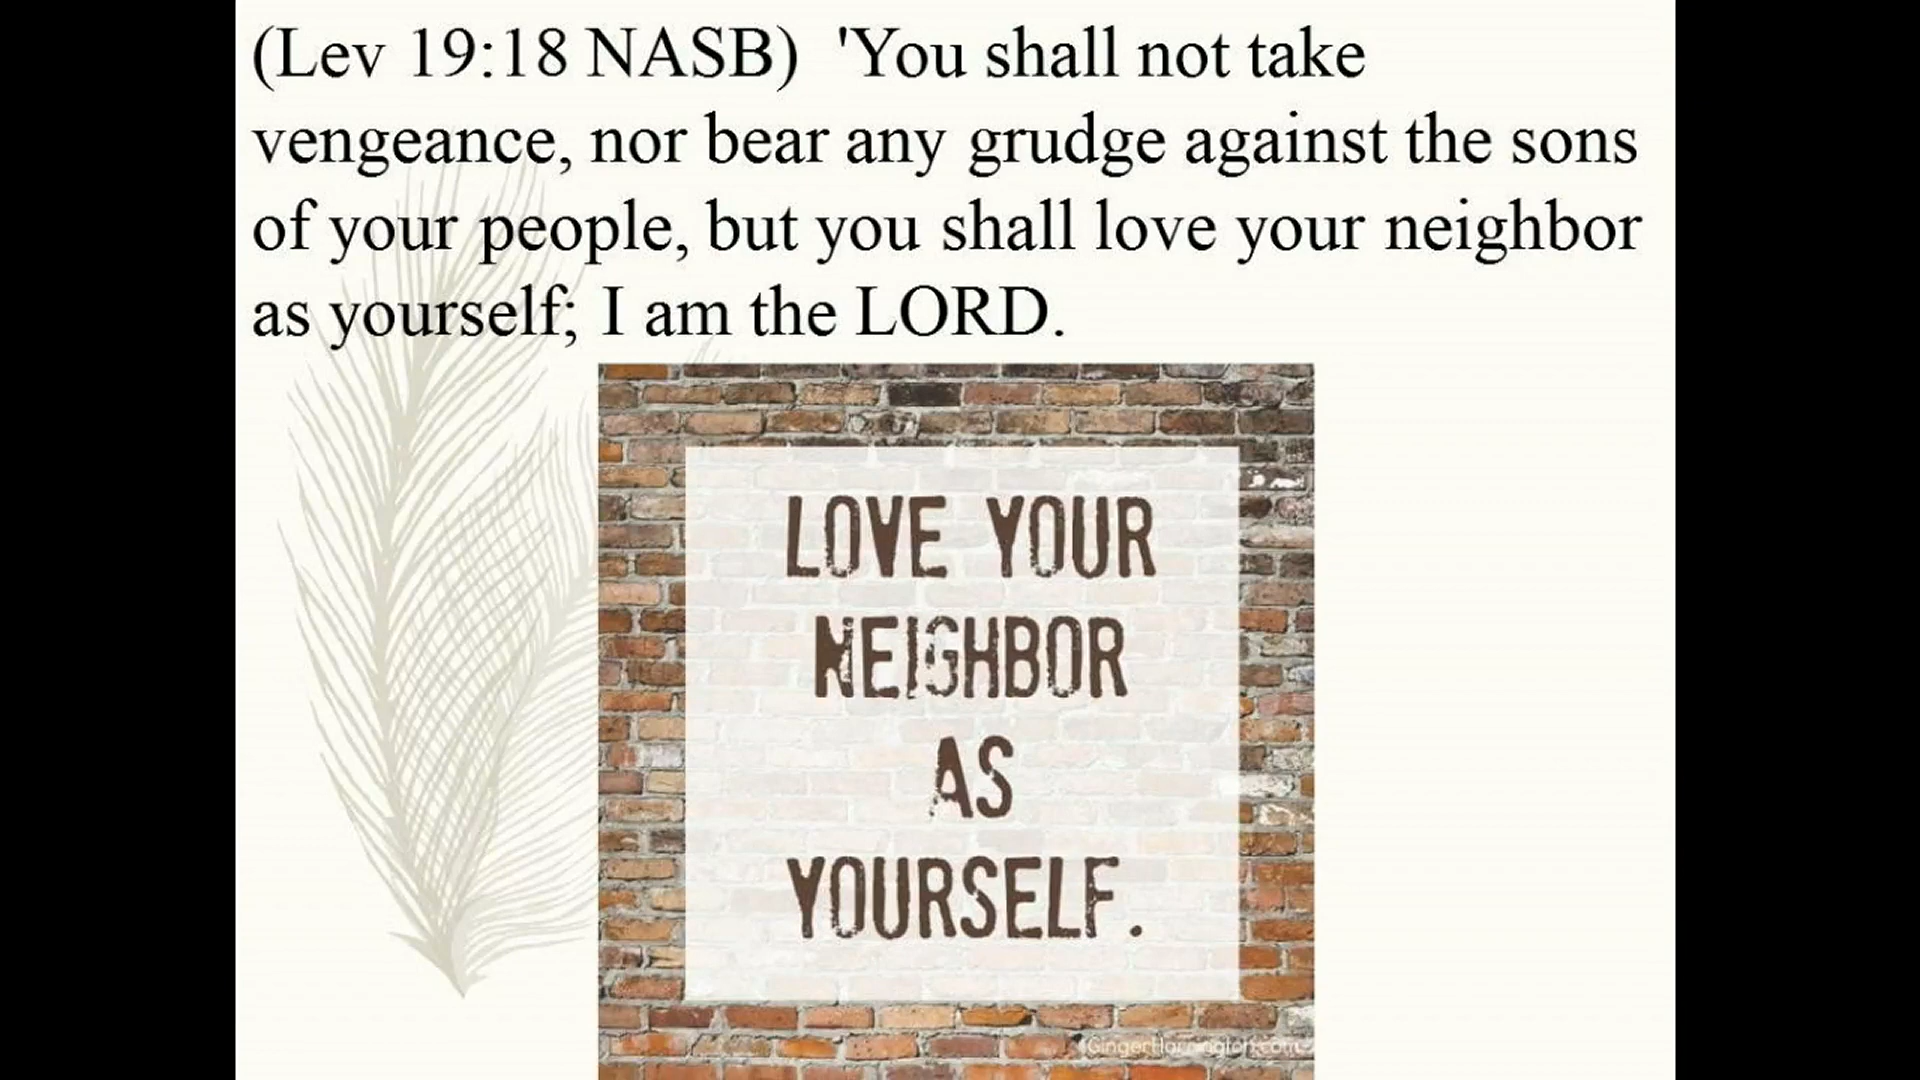 (Lev 19:18 NASB)  'You shall not take
vengeance, nor bear any grudge against the sons
of your people, but you shall love your neighbor
as yourself; I am the LORD.
LOVE YOUR
NEIGHBOR
AS
YOURSELF.